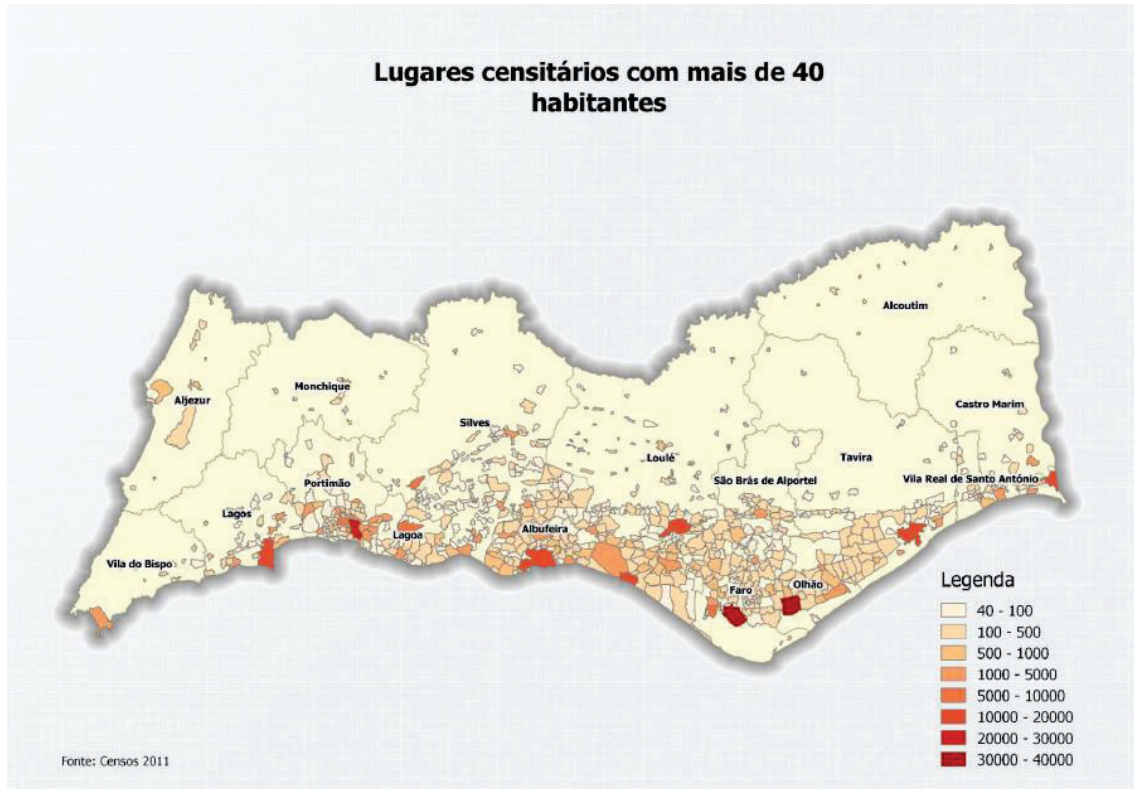 Lugares censitários com mais de 40
habitantes
Alcoutim
Monchique
Aljezur
Castro Marim
Silves
Loulé
Tavira
São Brás de Alportel
Vila Real de Santo António
Portimão
Lagos
Albufeira
Lagoa
Vila do Bispo
Olhão
Faro
Legenda
40 - 100
100 - 500
500 - 1000
1000 - 5000
5000 - 10000
10000 - 20000
20000 - 30000
30000 - 40000
Fonte: Censos 2011